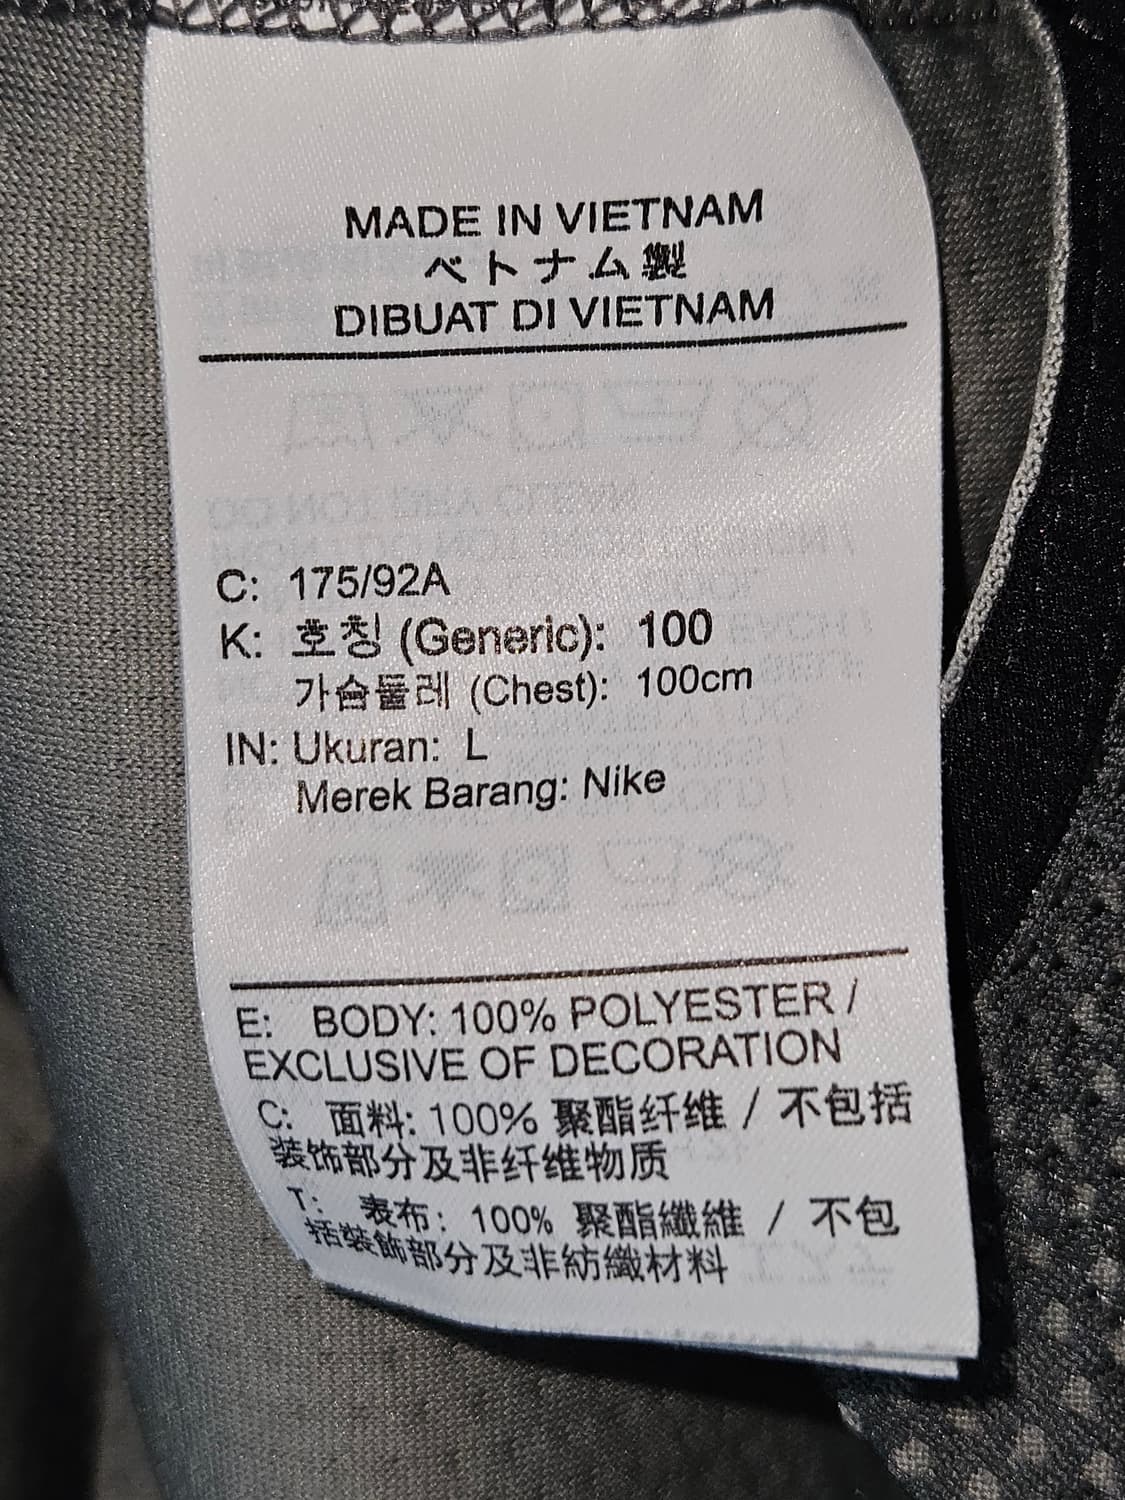 MADE IN VIETNAM
ベトナム製
DIBUAT DI VIETNAM
C: 175/92A
K: 호칭 (Generic): 100
가슴둘레 (Chest): 100cm
IN: Ukuran: L
Merek Barang: Nike
E: BODY: 100% POLYESTER /
EXCLUSIVE OF DECORATION
C: 面料: 100% 聚酯纤维 / 不包括
装饰部分及非纤维物质
T: 表布: 100% 聚酯纖維 / 不包
括裝飾部分及非紡織材料